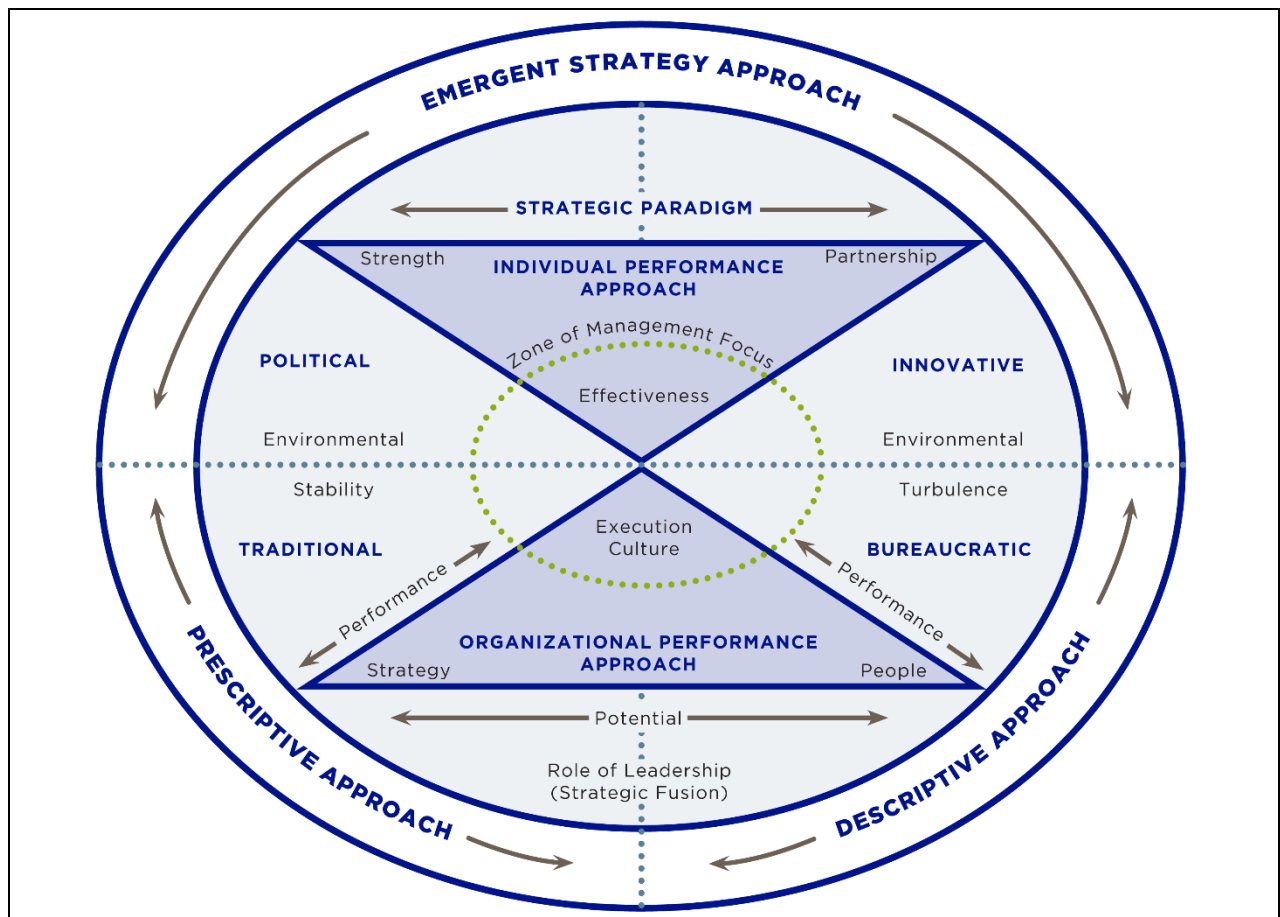 EMERGENT STRATEGY APPROACH
STRATEGIC PARADIGM
Strength
Partnership
INDIVIDUAL PERFORMANCE
APPROACH
Zone of Management Focus
POLITICAL
INNOVATIVE
Effectiveness
Environmental
Environmental
Stability
Turbulence
Execution
Culture
TRADITIONAL
BUREAUCRATIC
Performance
Performance
ORGANIZATIONAL PERFORMANCE
APPROACH
Strategy
People
Potential
Role of Leadership
(Strategic Fusion)
PRESCRIPTIVE APPROACH
DESCRIPTIVE APPROACH